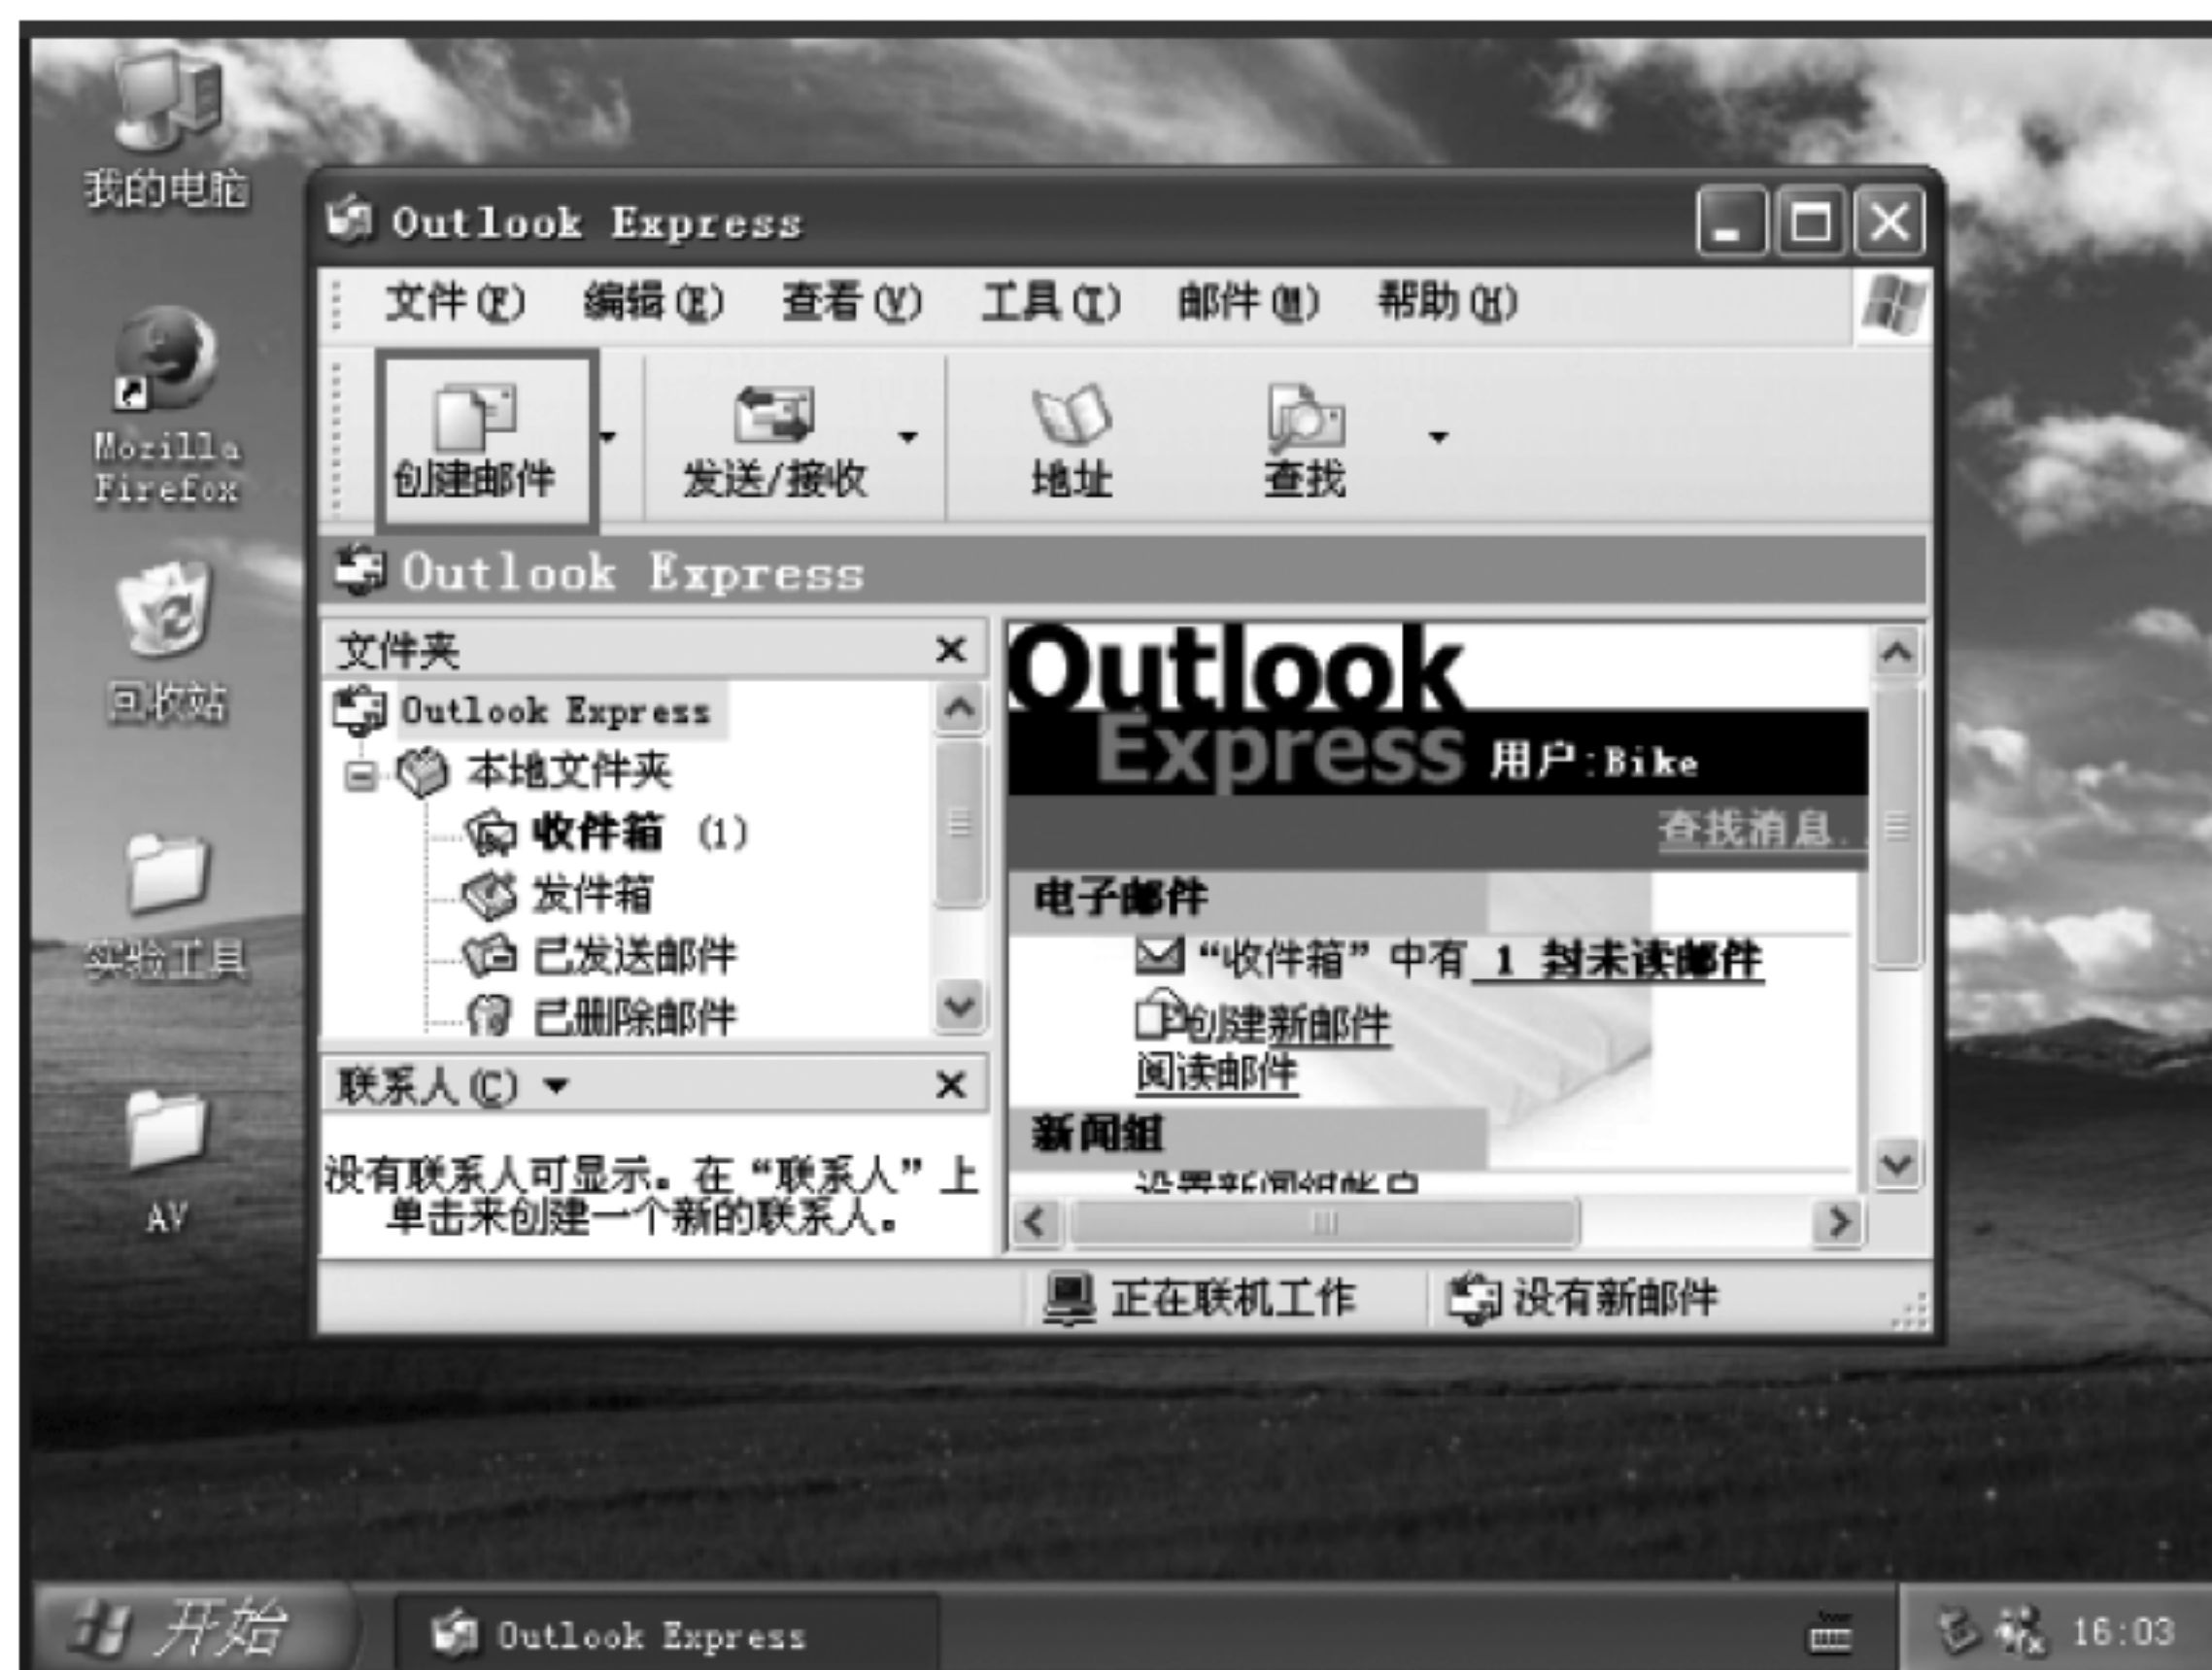 我的电脑
Mozilla
Firefox
回收站
实验工具
AV
Outlook Express
文件(F) 编辑(E) 查看(V) 工具(T) 邮件(M) 帮助(H)
创建邮件 发送/接收 地址 查找
Outlook Express
文件夹
Outlook Express
本地文件夹
收件箱 (1)
发件箱
已发送邮件
已删除邮件
联系人(C)
没有联系人可显示。在“联系人”上
单击来创建一个新的联系人。
Outlook
Express 用户:Bike
查找消息..
电子邮件
“收件箱”中有 1 封未读邮件
创建新邮件
阅读邮件
新闻组
正在联机工作 没有新邮件
开始 Outlook Express 16:03